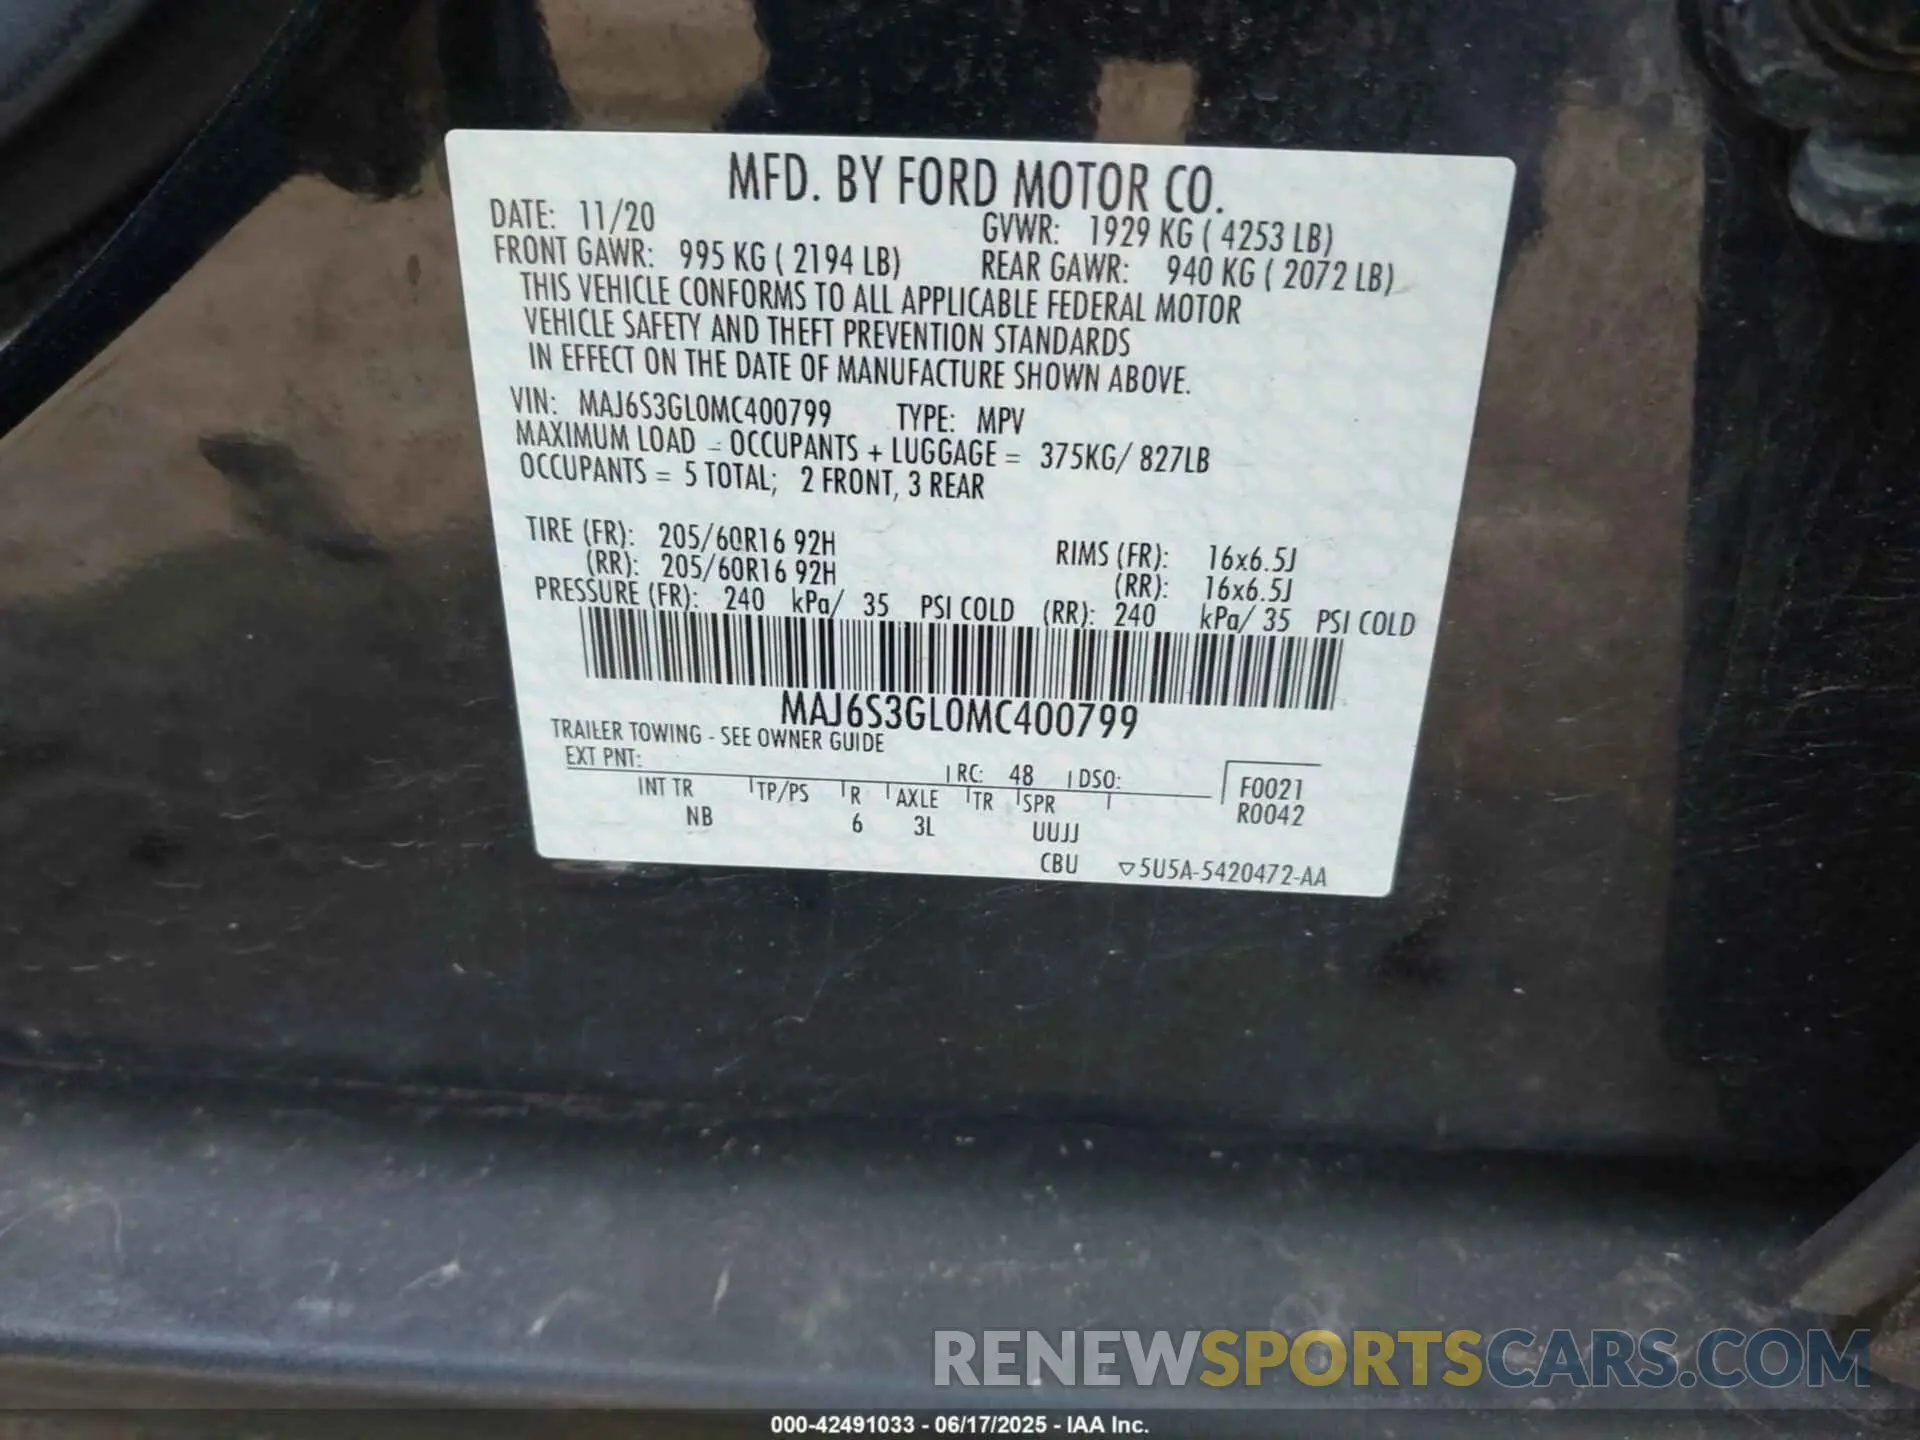 MFD. BY FORD MOTOR CO.
DATE: 11/20 GVWR: 1929 KG ( 4253 LB)
FRONT GAWR: 995 KG ( 2194 LB) REAR GAWR: 940 KG ( 2072 LB)
THIS VEHICLE CONFORMS TO ALL APPLICABLE FEDERAL MOTOR
VEHICLE SAFETY AND THEFT PREVENTION STANDARDS
IN EFFECT ON THE DATE OF MANUFACTURE SHOWN ABOVE.
VIN: MAJ6S3GL0MC400799 TYPE: MPV
MAXIMUM LOAD = OCCUPANTS + LUGGAGE = 375KG/ 827LB
OCCUPANTS = 5 TOTAL; 2 FRONT, 3 REAR
TIRE (FR): 205/60R16 92H RIMS (FR): 16x6.5J
(RR): 205/60R16 92H (RR): 16x6.5J
PRESSURE (FR): 240 kPa/ 35 PSI COLD (RR): 240 kPa/ 35 PSI COLD
MAJ6S3GL0MC400799
TRAILER TOWING - SEE OWNER GUIDE
EXT PNT: RC: 48 DSO: F0021
INT TR TP/PS R AXLE TR SPR R0042
NB 6 3L UUJJ
CBU ▽5U5A-5420472-AA
RENEWSPORTSCARS.COM
000-42491033 - 06/17/2025 - IAA Inc.